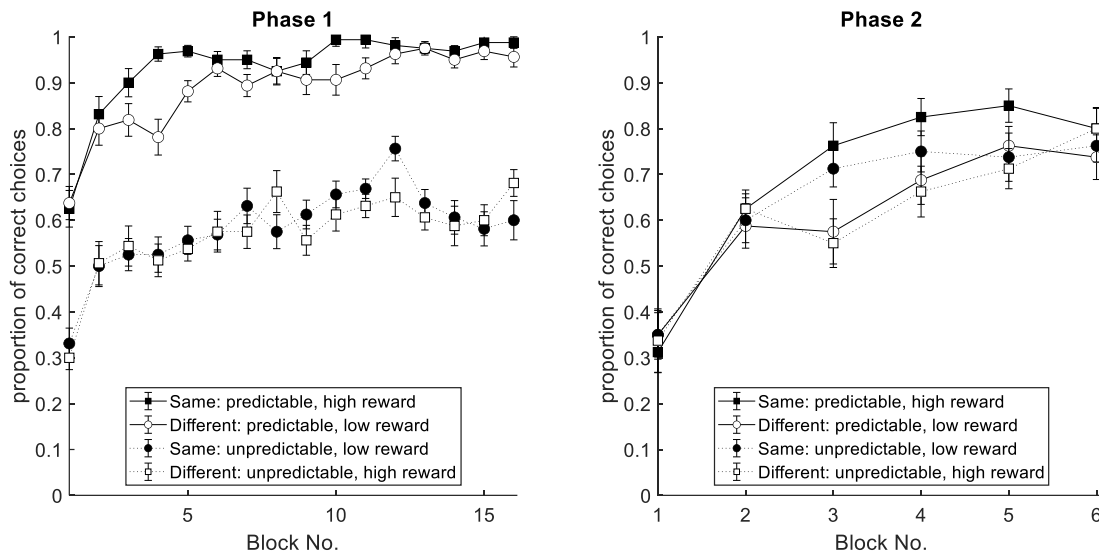 Phase 1
proportion of correct choices
1
0.9
0.8
0.7
0.6
0.5
0.4
0.3
0.2
0.1
0
5
10
15
Block No.
Same: predictable, high reward
Different: predictable, low reward
Same: unpredictable, low reward
Different: unpredictable, high reward
Phase 2
proportion of correct choices
1
0.9
0.8
0.7
0.6
0.5
0.4
0.3
0.2
0.1
0
1
2
3
4
5
6
Block No.
Same: predictable, high reward
Different: predictable, low reward
Same: unpredictable, low reward
Different: unpredictable, high reward